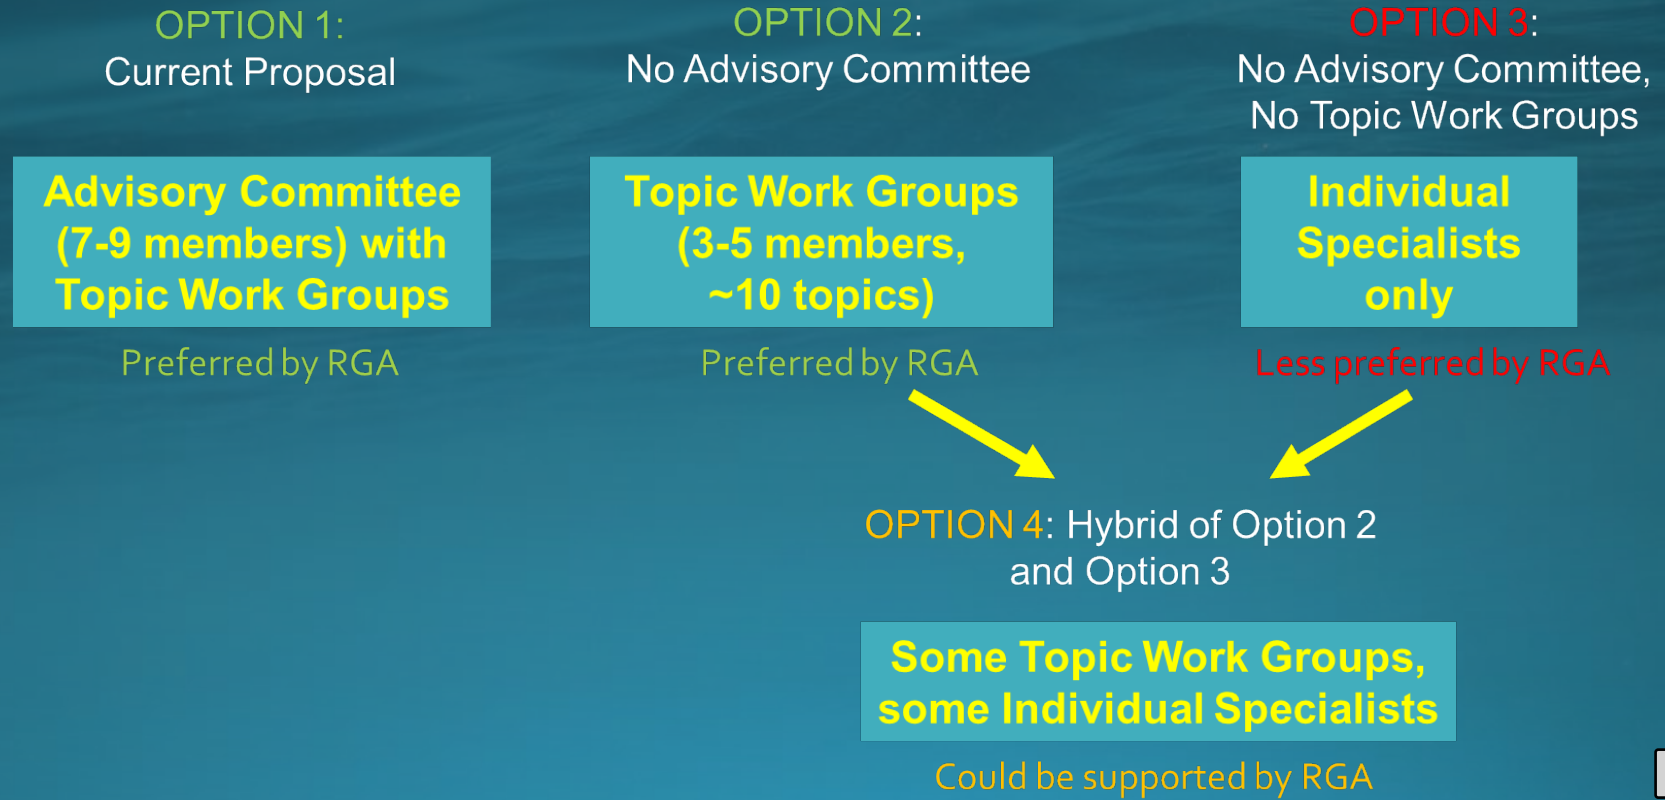 OPTION 1:
Current Proposal
Advisory Committee
(7-9 members) with
Topic Work Groups
Preferred by RGA
OPTION 2:
No Advisory Committee
Topic Work Groups
(3-5 members,
~10 topics)
Preferred by RGA
OPTION 3:
No Advisory Committee,
No Topic Work Groups
Individual
Specialists
only
Less preferred by RGA
OPTION 4: Hybrid of Option 2
and Option 3
Some Topic Work Groups,
some Individual Specialists
Could be supported by RGA